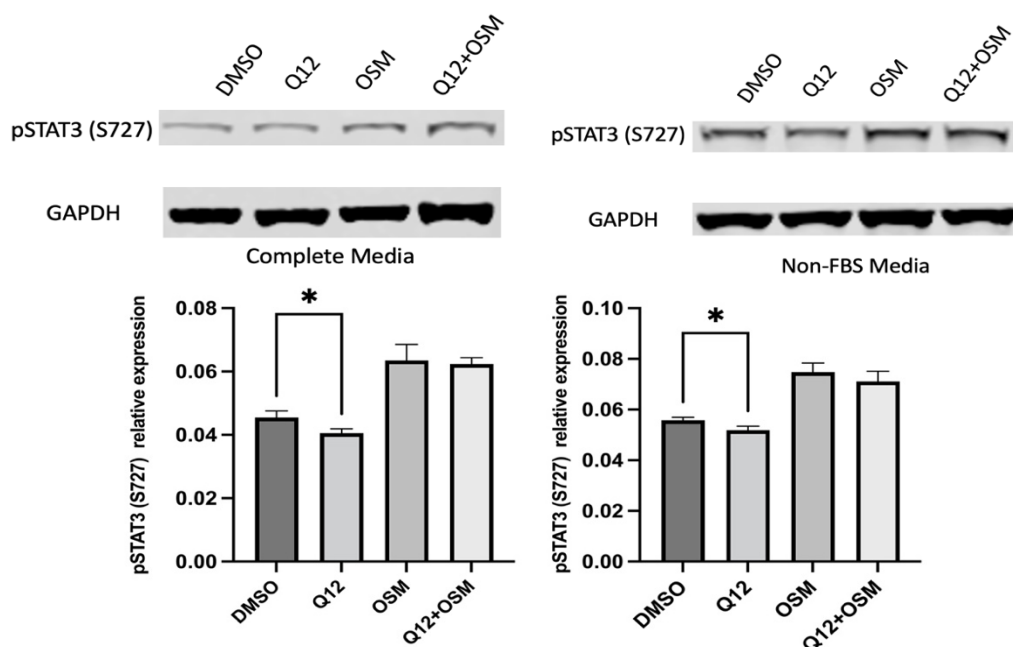 DMSO
Q12
OSM
Q12+OSM
pSTAT3 (S727)
GAPDH
Complete Media
pSTAT3 (S727) relative expression
0.08
0.06
0.04
0.02
0.00
*
DMSO
Q12
OSM
Q12+OSM
DMSO
Q12
OSM
Q12+OSM
pSTAT3 (S727)
GAPDH
Non-FBS Media
pSTAT3 (S727) relative expression
0.10
0.08
0.06
0.04
0.02
0.00
*
DMSO
Q12
OSM
Q12+OSM